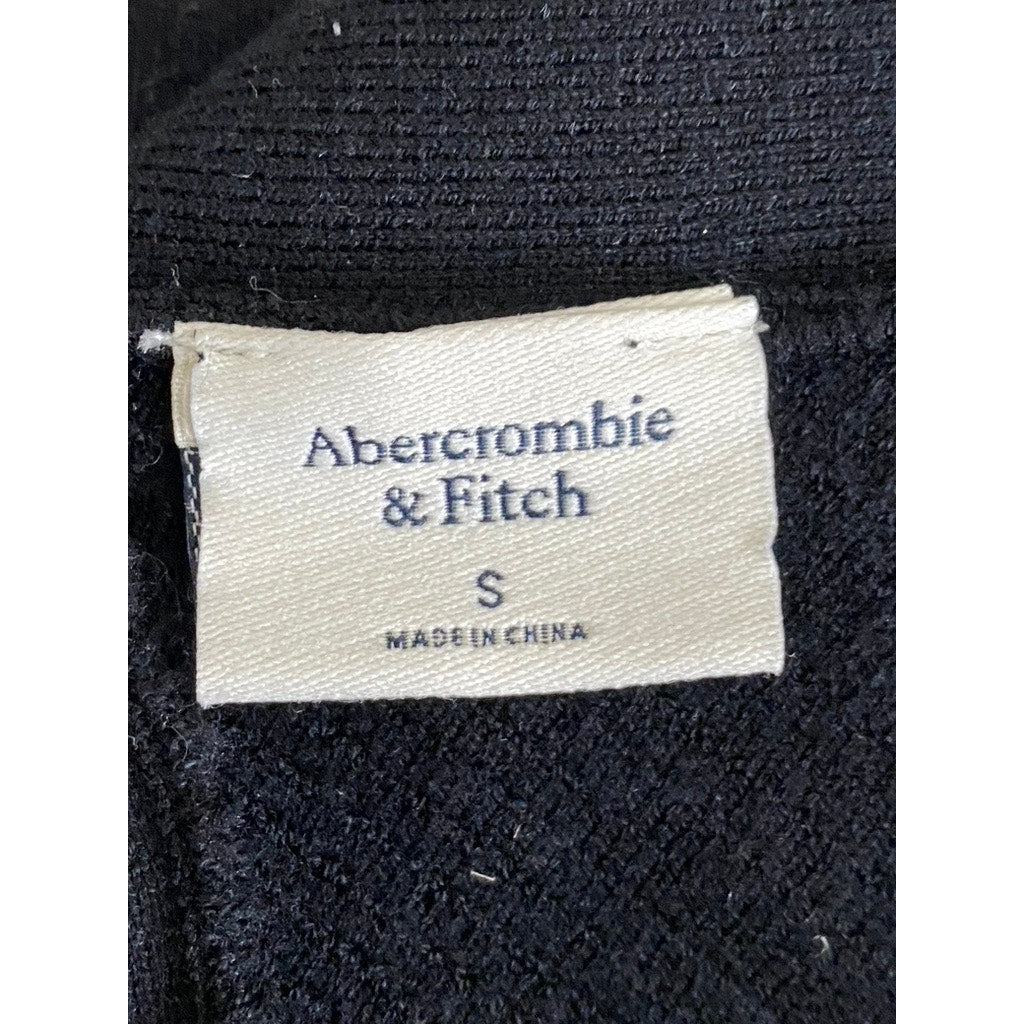 Abercrombie
& Fitch
S
MADE IN CHINA